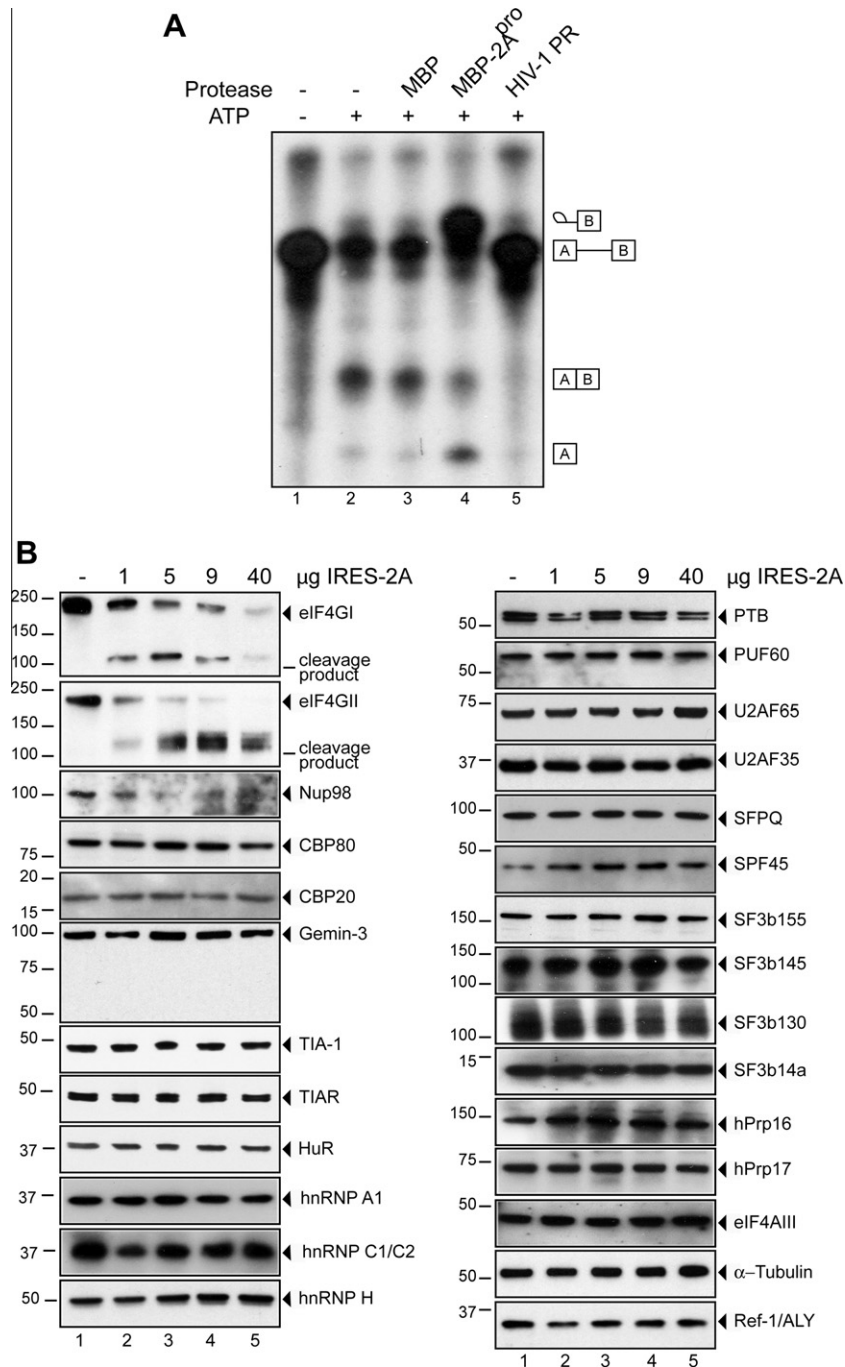 A
Protease - - MBP MBP-2Apro HIV-1 PR
ATP - + + + +
B
A B
A B
A
1 2 3 4 5
B
- 1 5 9 40 µg IRES-2A
250
150
100
eIF4GI
cleavage
product
250
150
100
eIF4GII
cleavage
product
100 Nup98
75 CBP80
20
15
CBP20
100
75
50
Gemin-3
50 TIA-1
50 TIAR
37 HuR
37 hnRNP A1
37 hnRNP C1/C2
50 hnRNP H
1 2 3 4 5
- 1 5 9 40 µg IRES-2A
50 PTB
50 PUF60
75 U2AF65
37 U2AF35
100 SFPQ
50 SPF45
150 SF3b155
150
100
SF3b145
100 SF3b130
15 SF3b14a
150 hPrp16
75 hPrp17
50 eIF4AIII
50 α–Tubulin
37 Ref-1/ALY
1 2 3 4 5